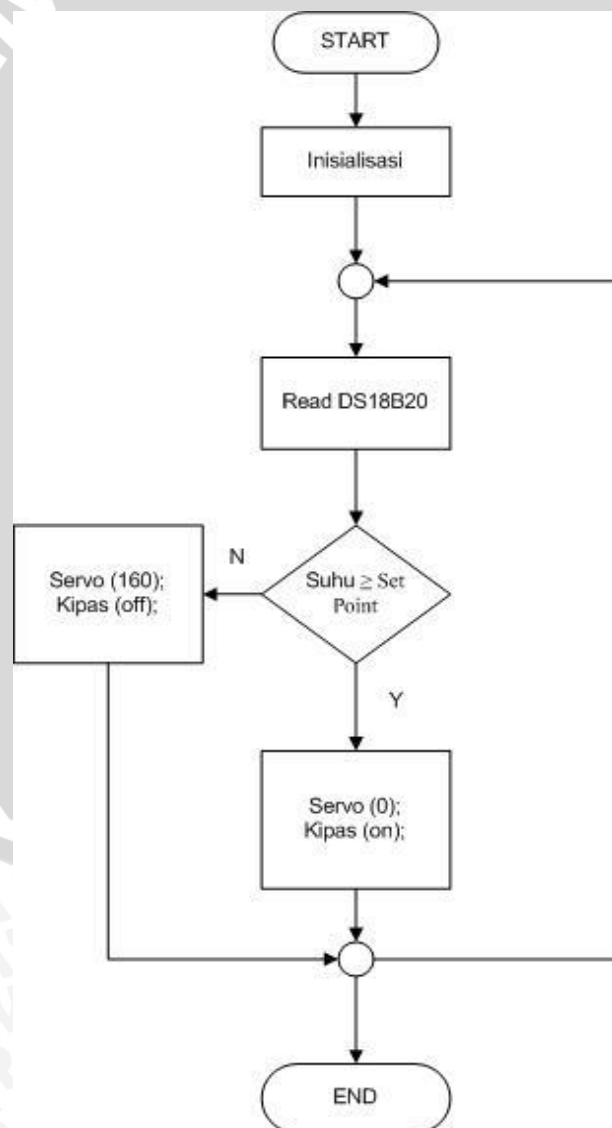 START
Inisialisasi
Read DS18B20
Suhu ≥ Set
Point
N
Servo (160);
Kipas (off);
Y
Servo (0);
Kipas (on);
END